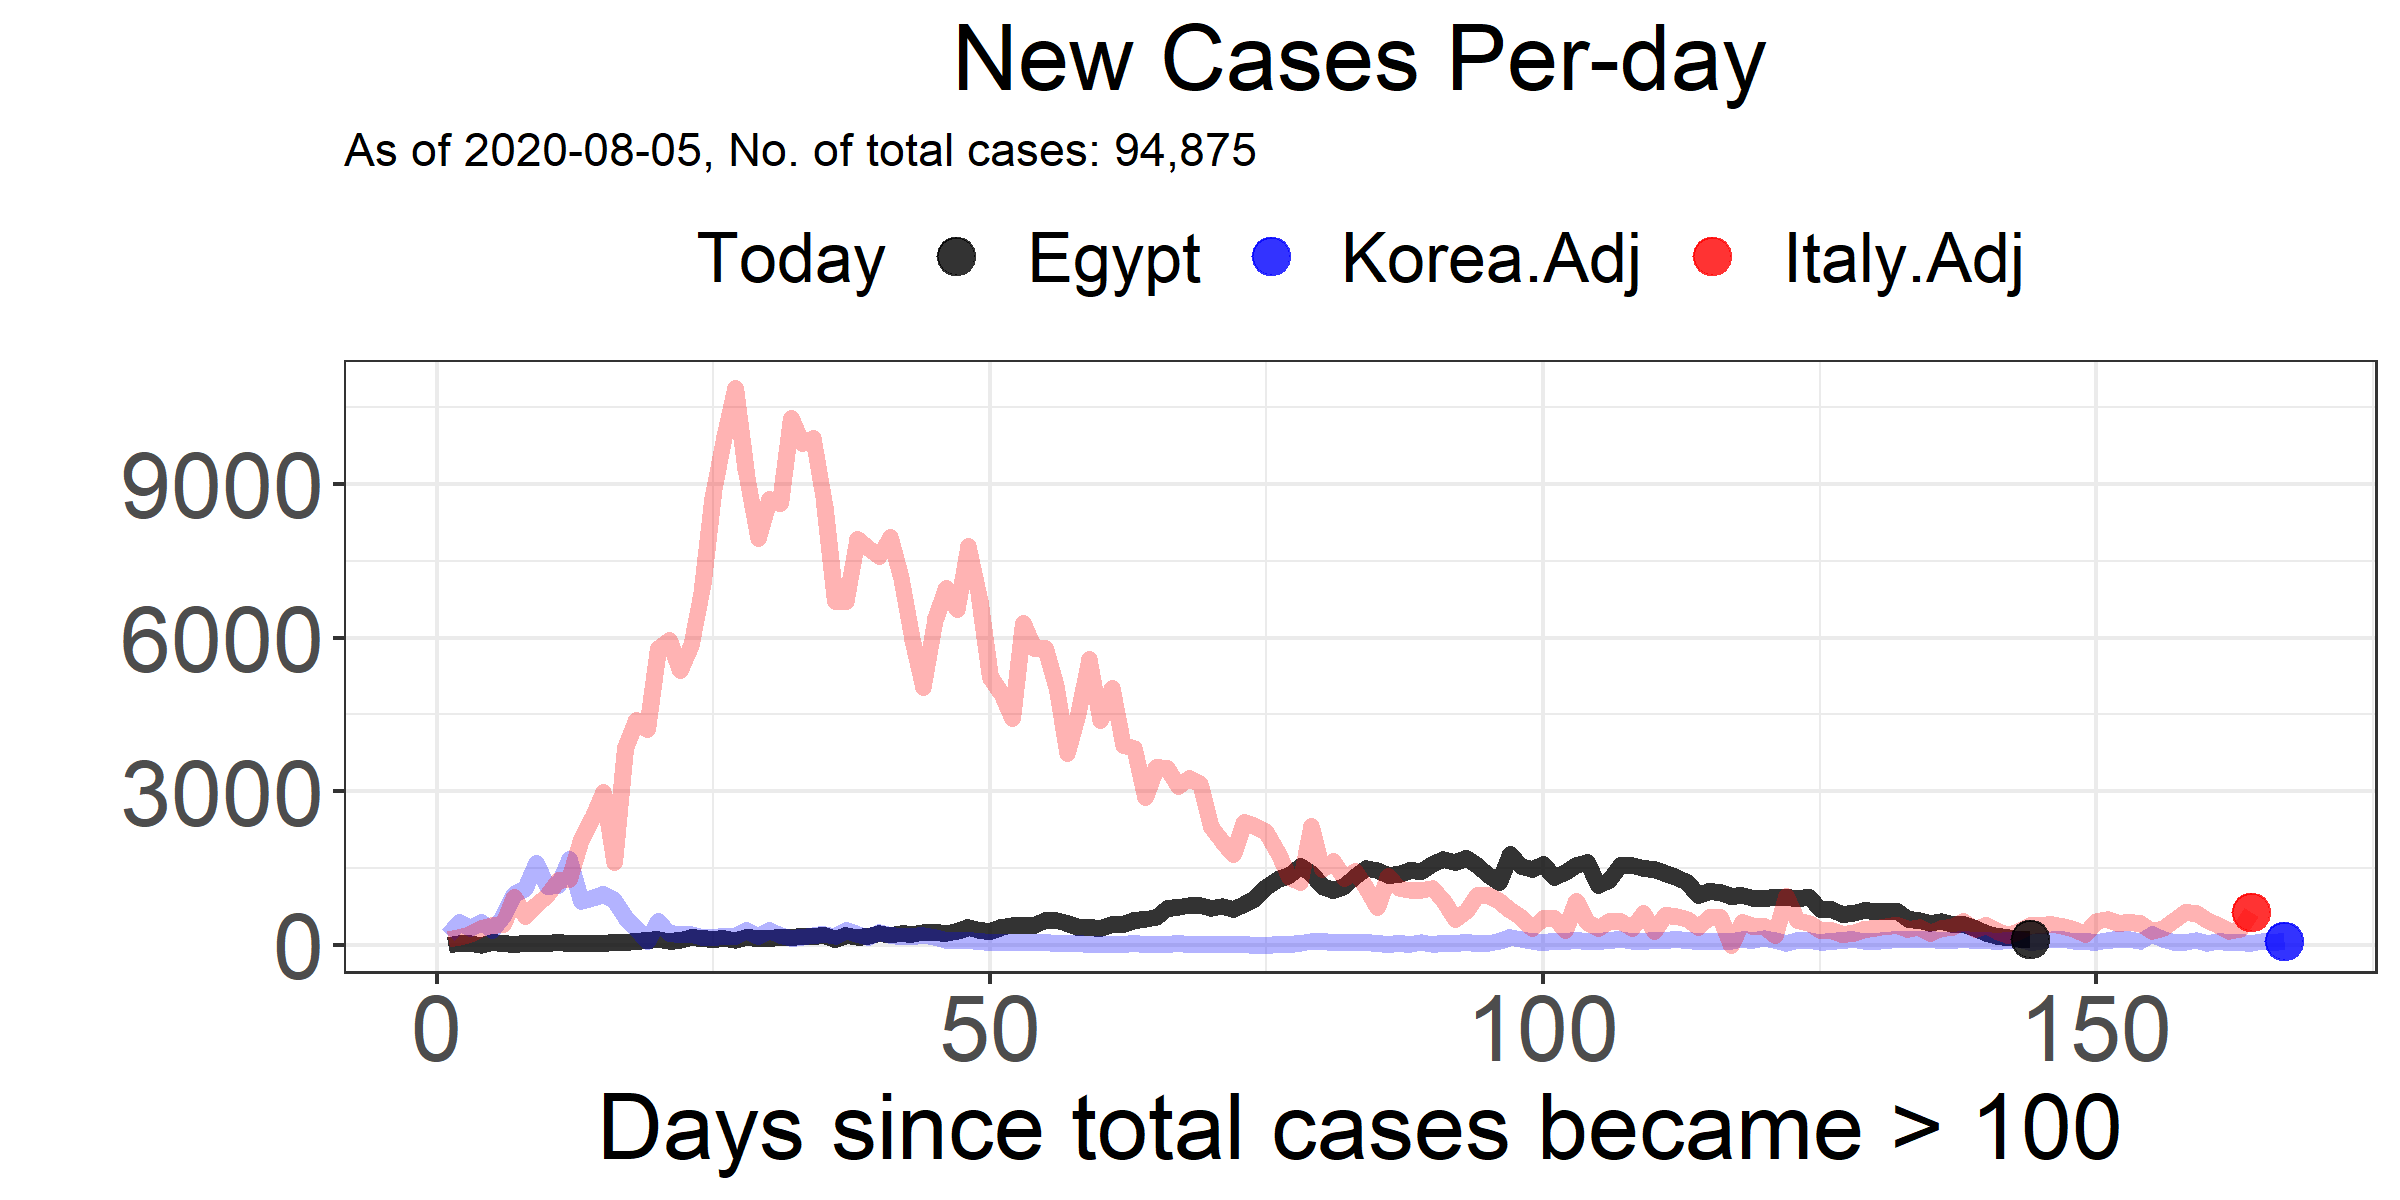 New Cases Per-day
As of 2020-08-05, No. of total cases: 94,875
Today Egypt Korea.Adj Italy.Adj
9000
6000
3000
0
0 50 100 150
Days since total cases became > 100